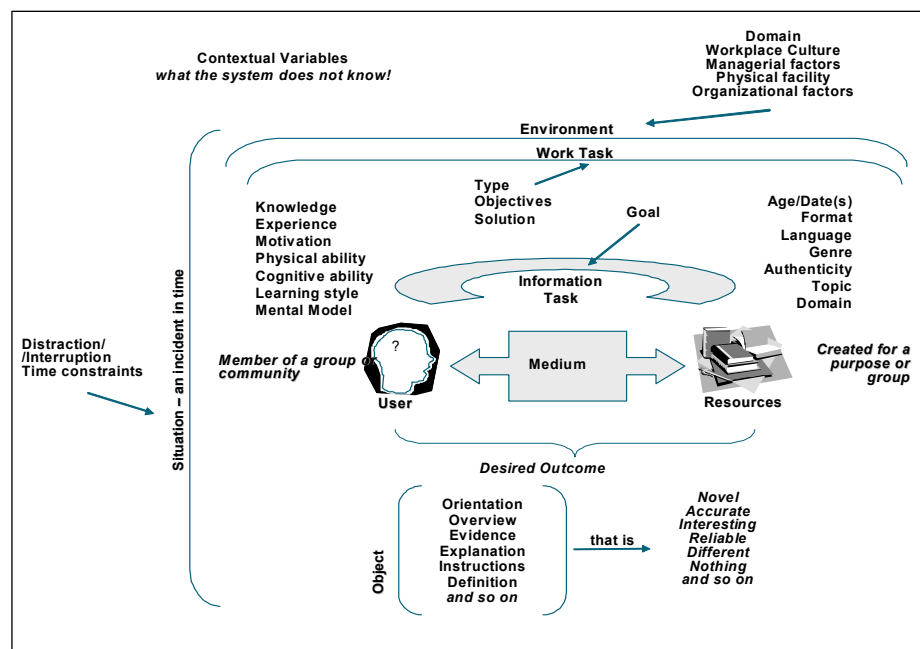 Contextual Variables
what the system does not know!
Domain
Workplace Culture
Managerial factors
Physical facility
Organizational factors
Environment
Work Task
Type
Objectives
Solution
Goal
Knowledge
Experience
Motivation
Physical ability
Cognitive ability
Learning style
Mental Model
Age/Date(s)
Format
Language
Genre
Authenticity
Topic
Domain
Information
Task
Distraction/
/Interruption
Time constraints
Situation – an incident in time
Member of a group or
community
?
User
Medium
Resources
Created for a
purpose or
group
Desired Outcome
Object
Orientation
Overview
Evidence
Explanation
Instructions
Definition
and so on
that is
Novel
Accurate
Interesting
Reliable
Different
Nothing
and so on